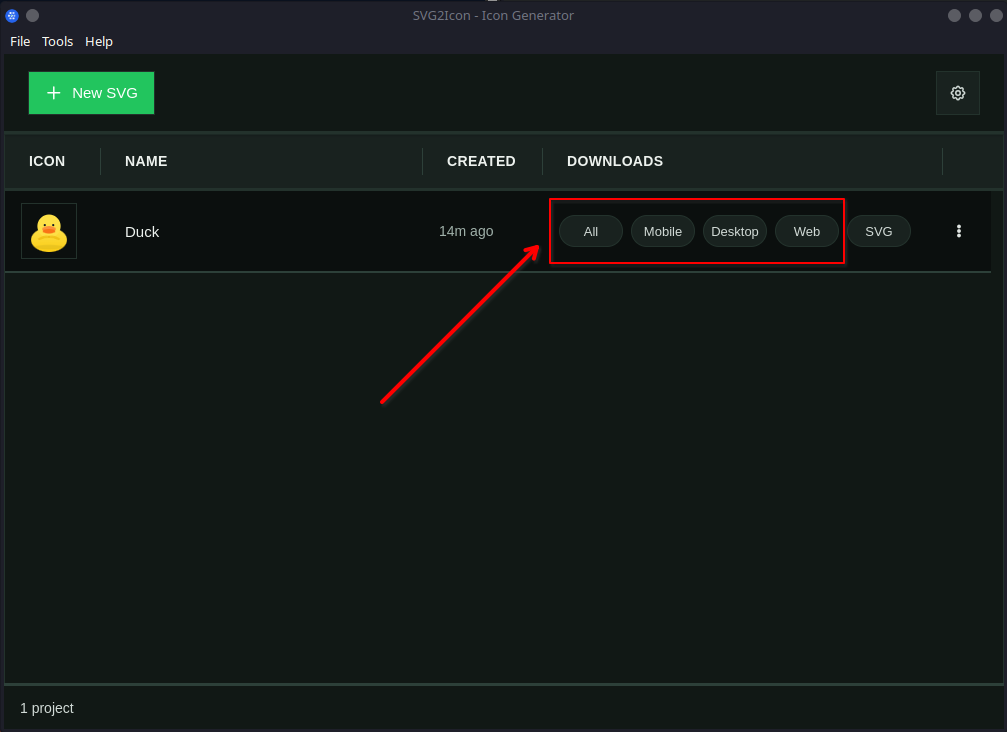 SVG2Icon - Icon Generator
File Tools Help
New SVG
ICON NAME CREATED DOWNLOADS
Duck 14m ago All Mobile Desktop Web SVG
1 project